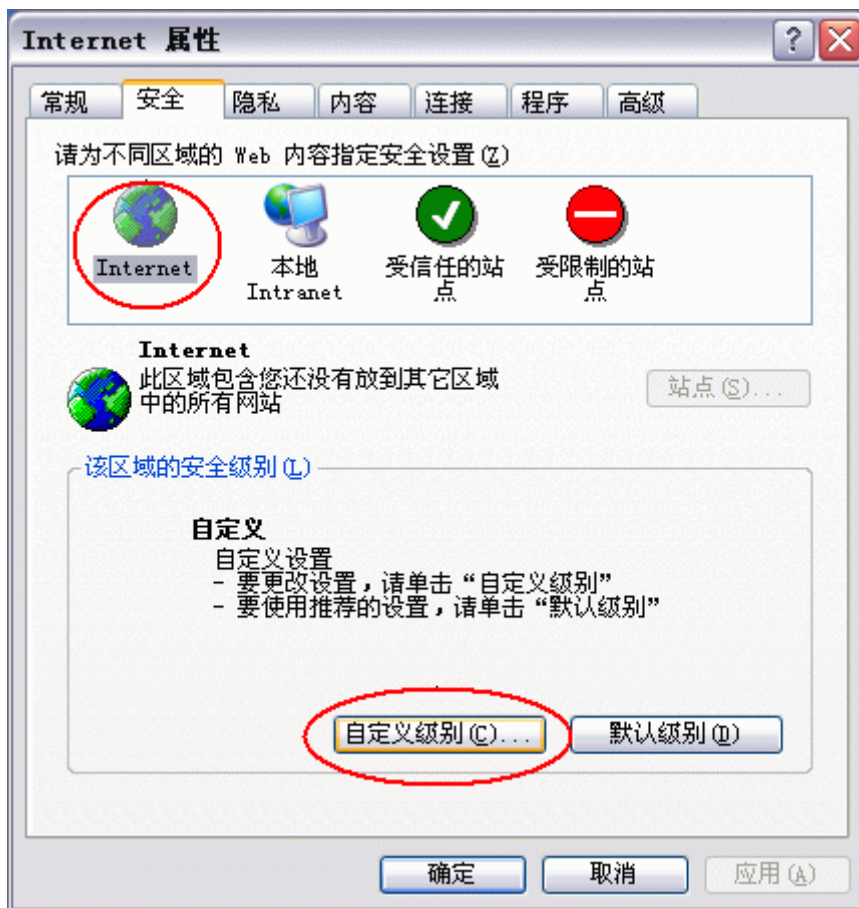 Internet 属性
常规 安全 隐私 内容 连接 程序 高级
请为不同区域的 Web 内容指定安全设置(Z)
Internet 本地 受信任的站 受限制的站
Intranet 点 点
Internet
此区域包含您还没有放到其它区域
中的所有网站
站点(S)...
该区域的安全级别(L)
自定义
自定义设置
- 要更改设置，请单击“自定义级别”
- 要使用推荐的设置，请单击“默认级别”
自定义级别(C)... 默认级别(D)
确定 取消 应用(A)